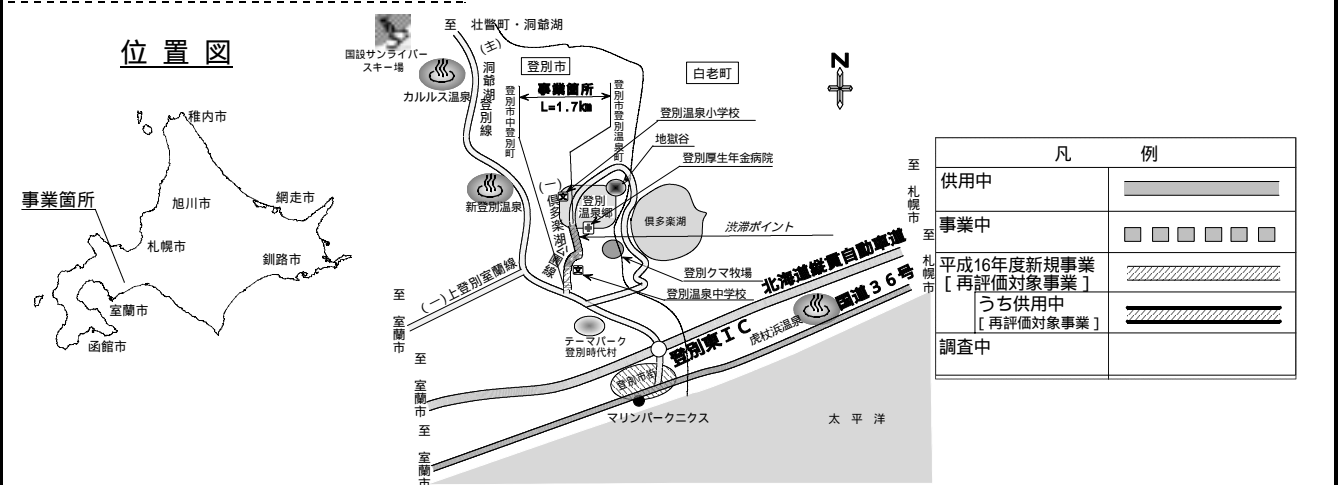 位置図
稚内市
事業箇所
旭川市
網走市
札幌市
釧路市
室蘭市
函館市
至 壮瞥町・洞爺湖
国設サンライバ
スキー場
カルルス温泉
(主)洞爺湖登別線
登別市
白老町
事業箇所
L=1.7km
登別市中登別町
登別市登別温泉町
登別温泉小学校
地獄谷
登別厚生年金病院
新登別温泉
(一)倶多楽湖公園線
登別
温泉郷
倶多楽湖
渋滞ポイント
登別クマ牧場
登別温泉中学校
(一)上登別室蘭線
北海道縦貫自動車道
国道36号
登別東IC
虎杖浜温泉
テーマパーク
登別時代村
登別市街
マリンパークニクス
太平洋
至 室蘭市
至 室蘭市
至 室蘭市
至 札幌市
至 札幌市
N
凡例
供用中
事業中
平成16年度新規事業
[再評価対象事業]
うち供用中
[再評価対象事業]
調査中